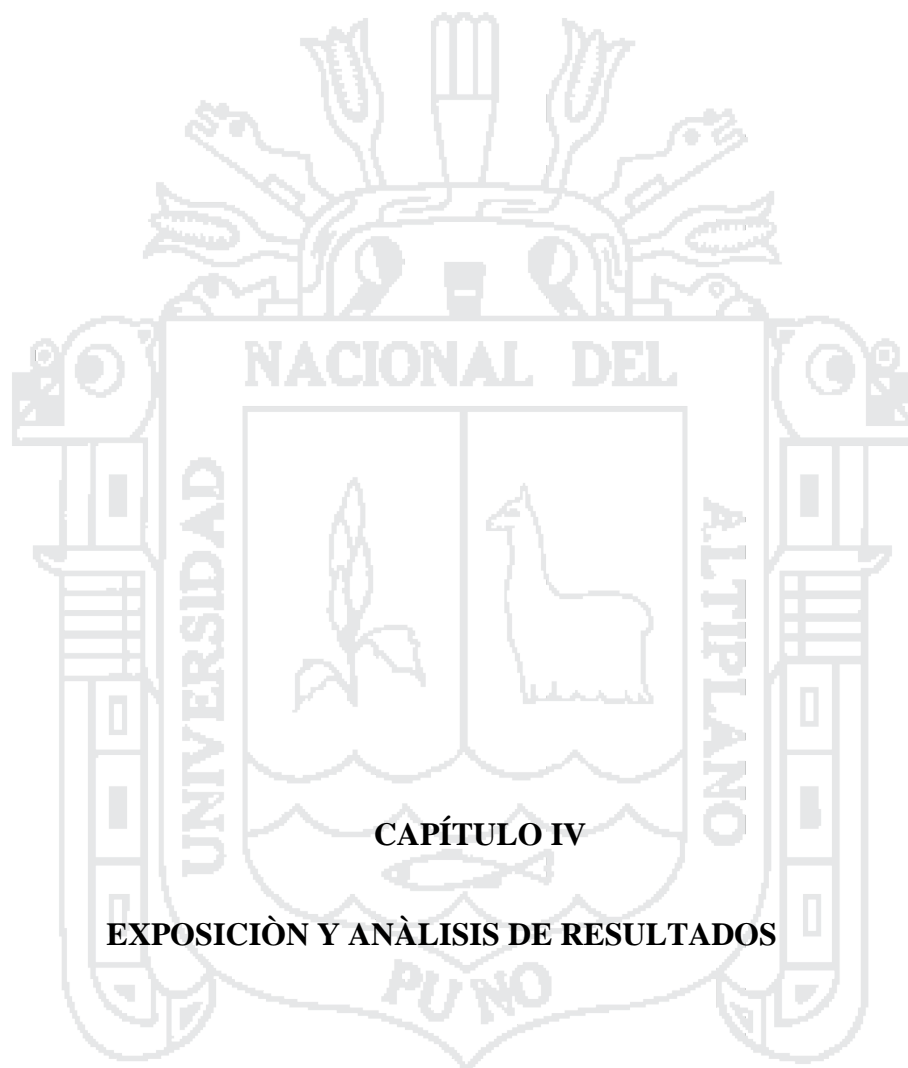 NACIONAL DEL
UNIVERSIDAD
ALTIPLANO
CAPÍTULO IV
EXPOSICIÒN Y ANÀLISIS DE RESULTADOS
PUNO